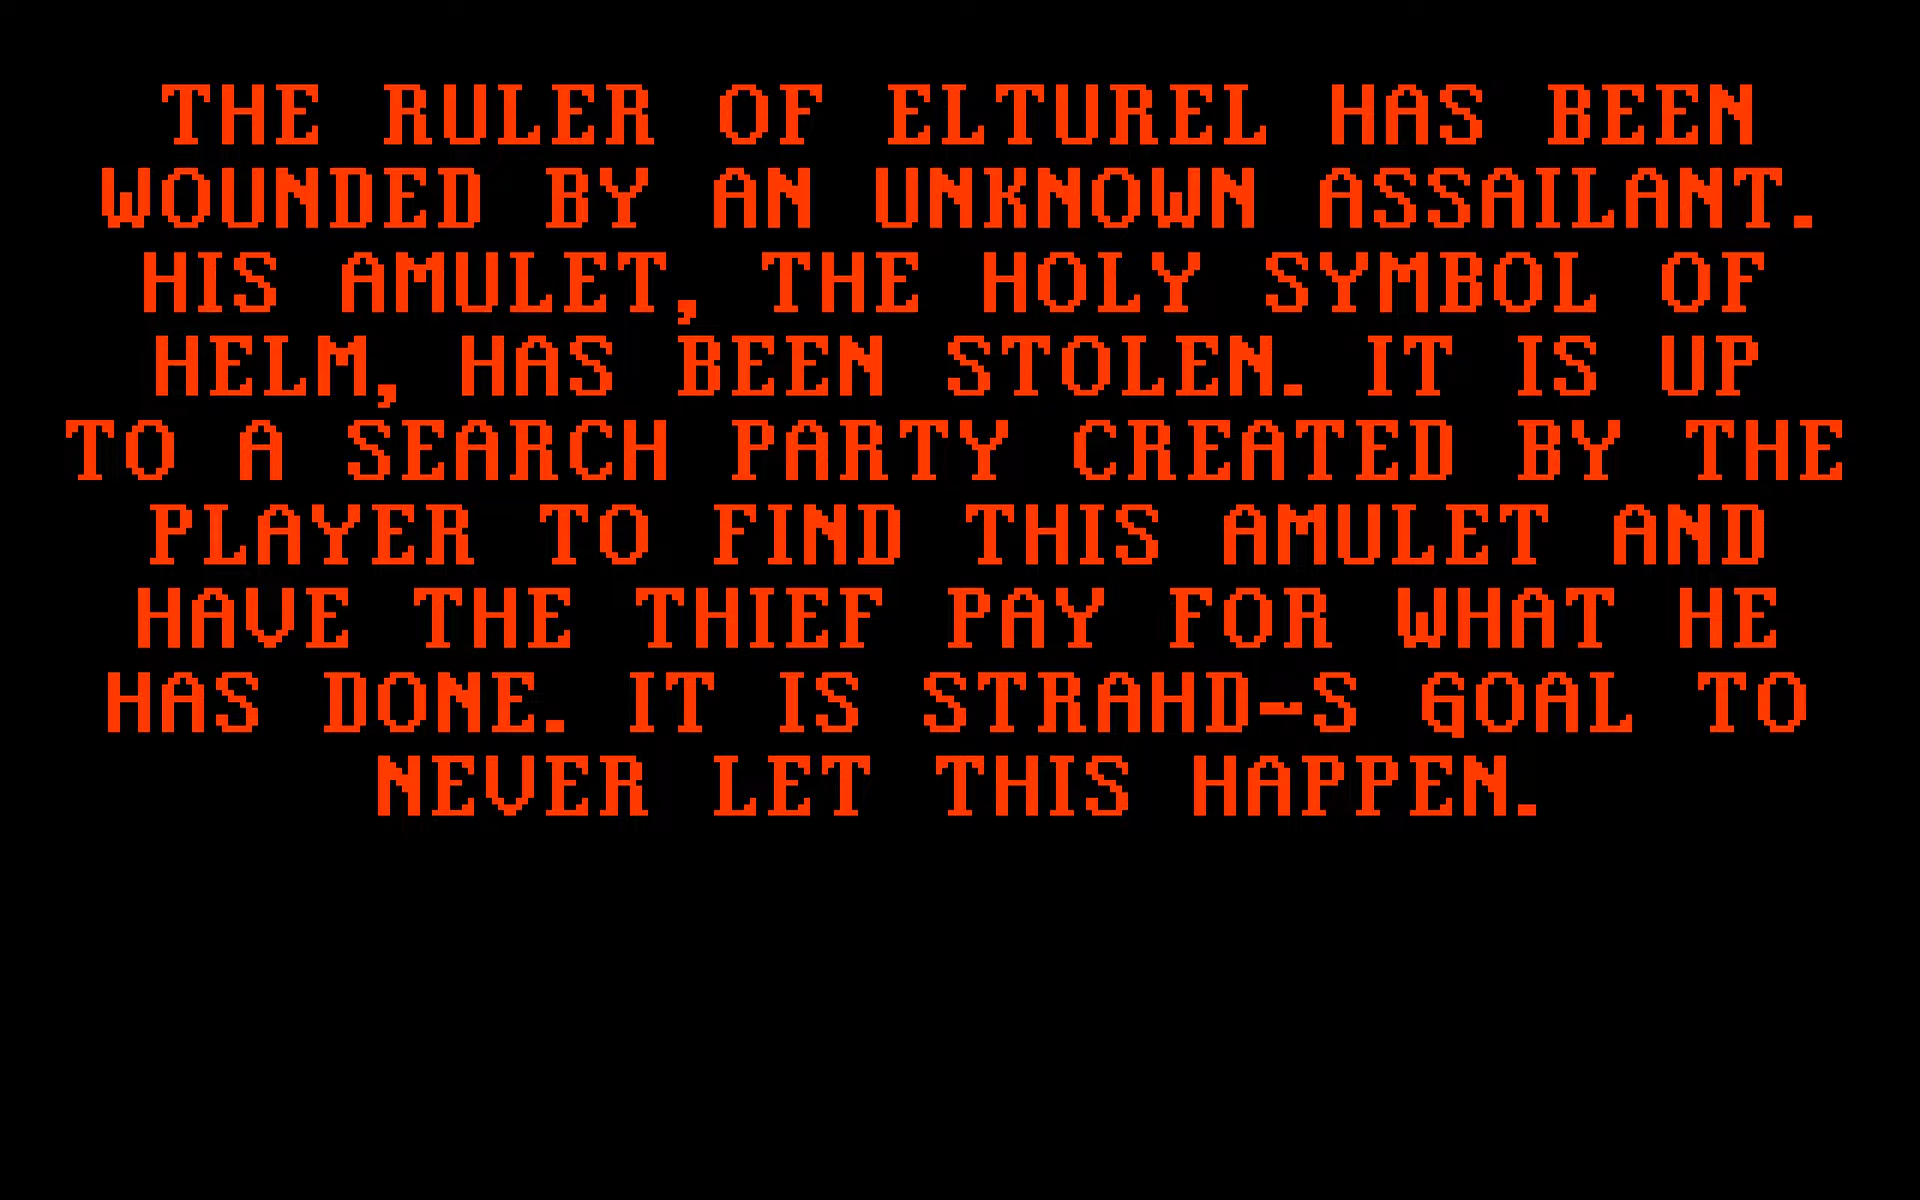 THE RULER OF ELTUREL HAS BEEN
WOUNDED BY AN UNKNOWN ASSAILANT.
HIS AMULET, THE HOLY SYMBOL OF
HELM, HAS BEEN STOLEN. IT IS UP
TO A SEARCH PARTY CREATED BY THE
PLAYER TO FIND THIS AMULET AND
HAVE THE THIEF PAY FOR WHAT HE
HAS DONE. IT IS STRAHD~S GOAL TO
NEVER LET THIS HAPPEN.